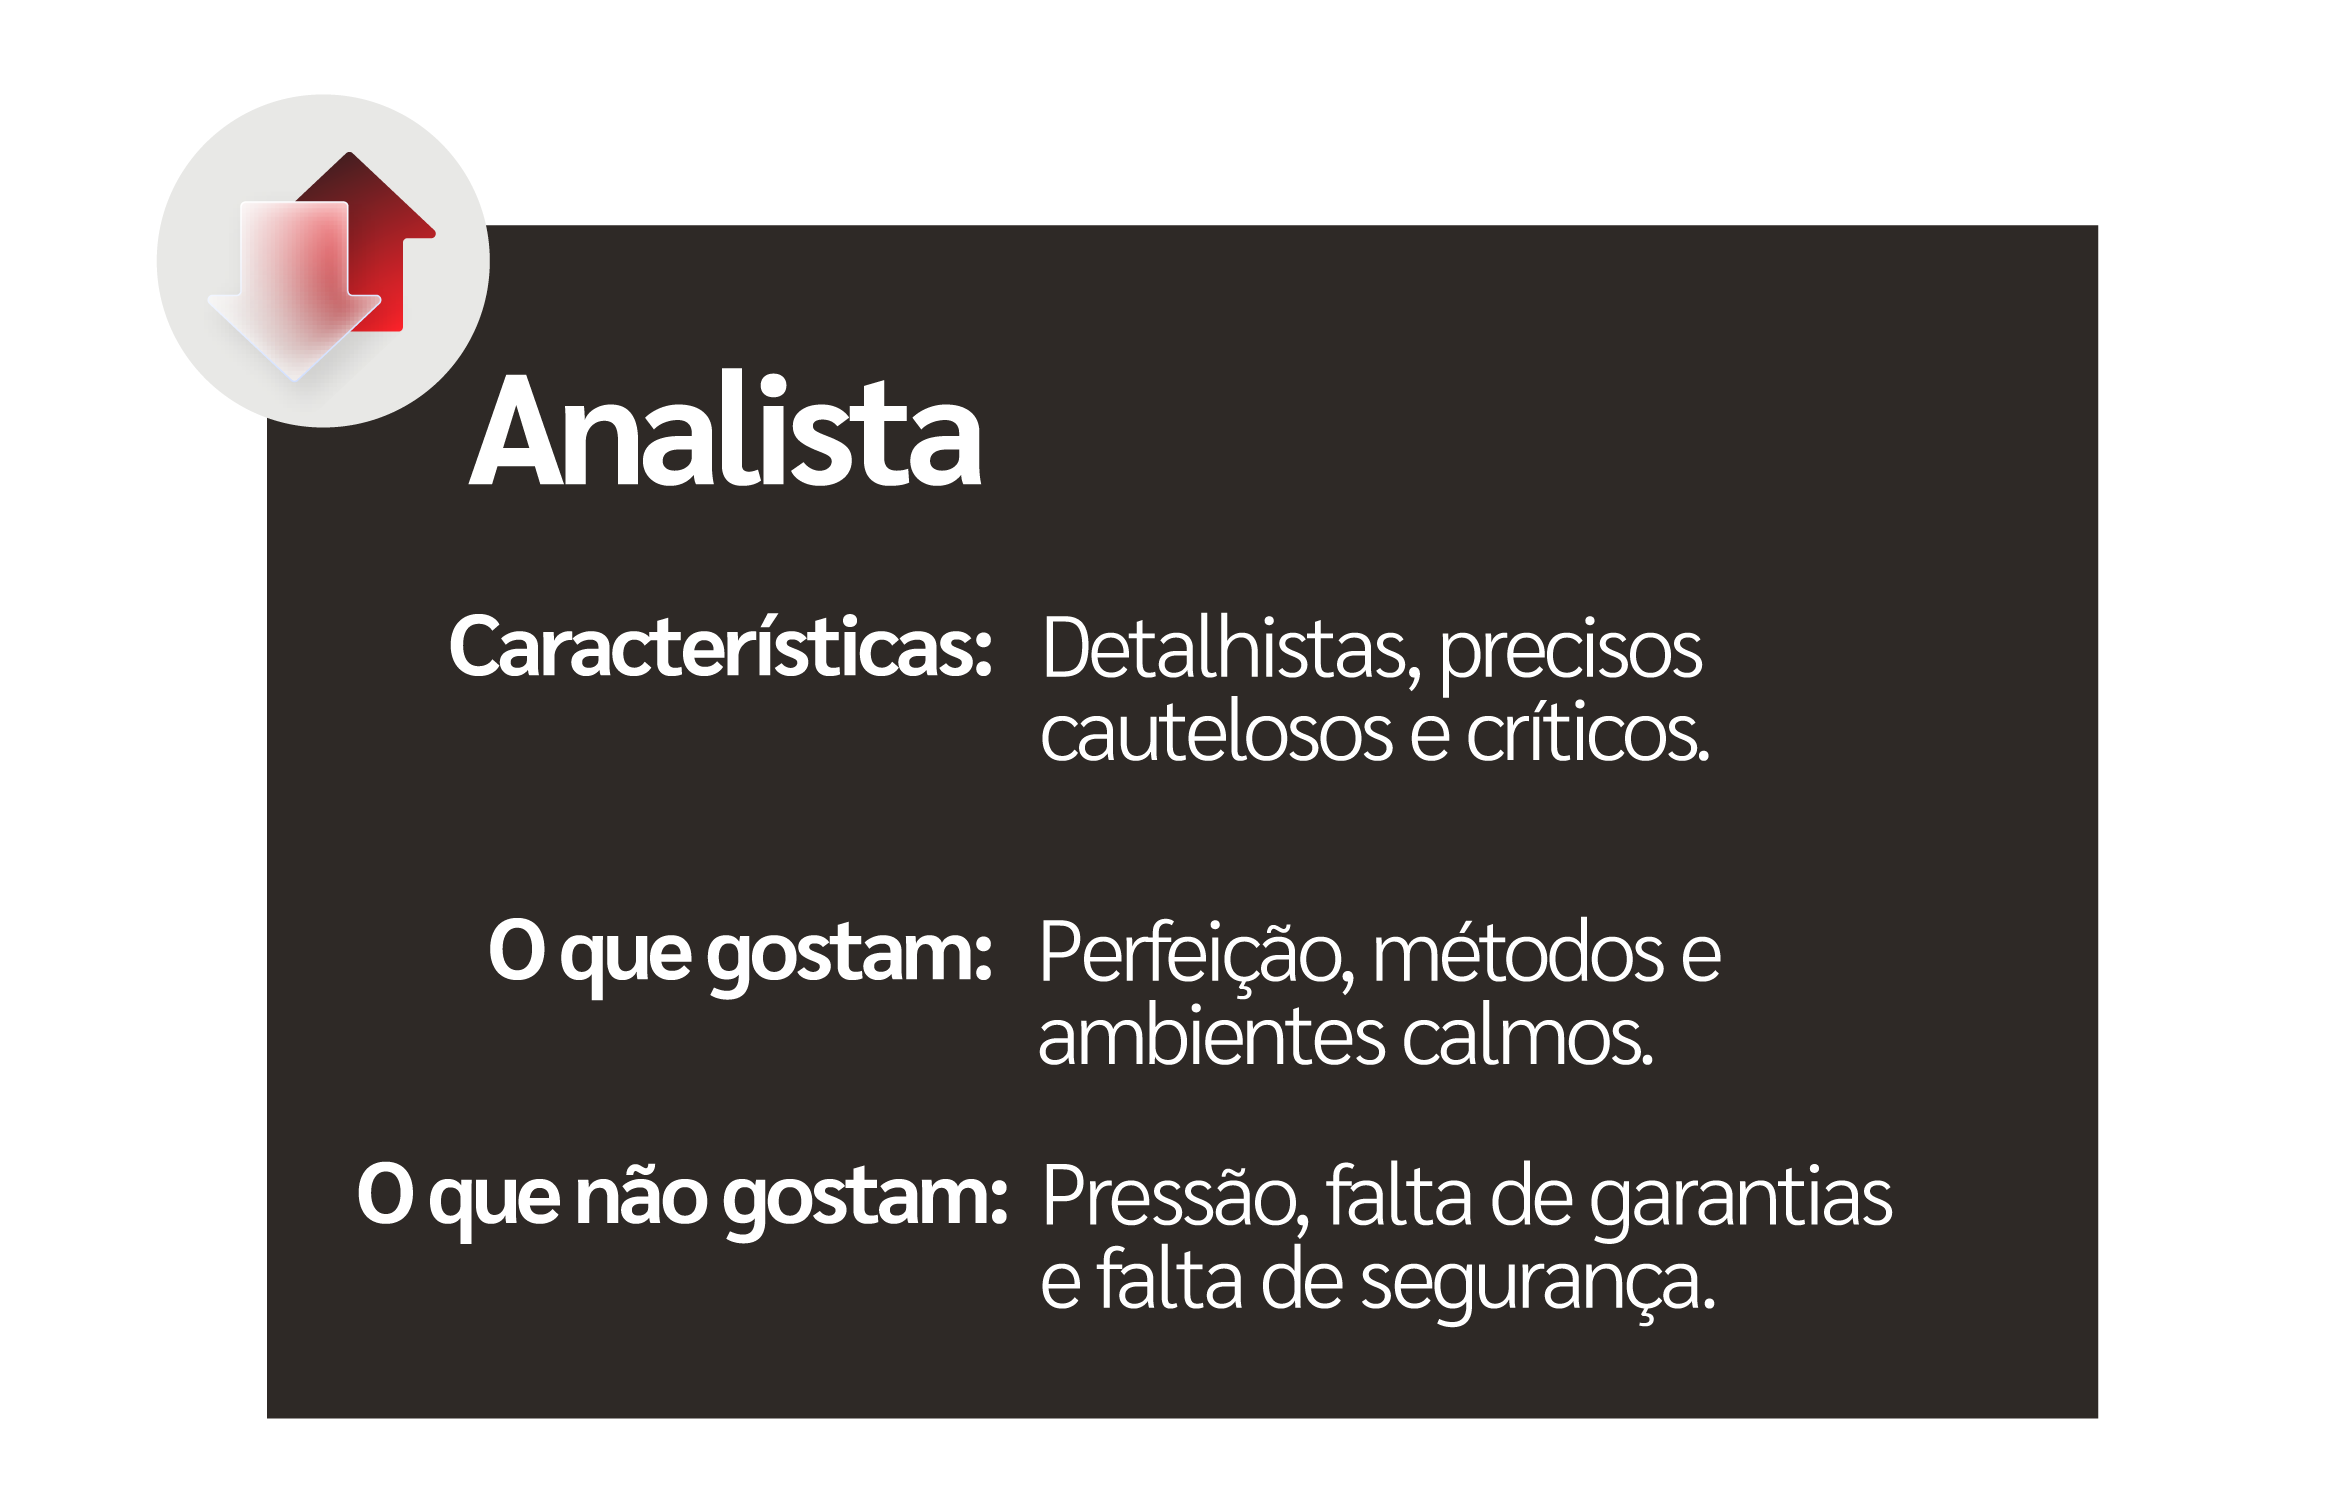 Analista
Características: Detalhistas, precisos
cautelosos e críticos.
O que gostam: Perfeição, métodos e
ambientes calmos.
O que não gostam: Pressão, falta de garantias
e falta de segurança.